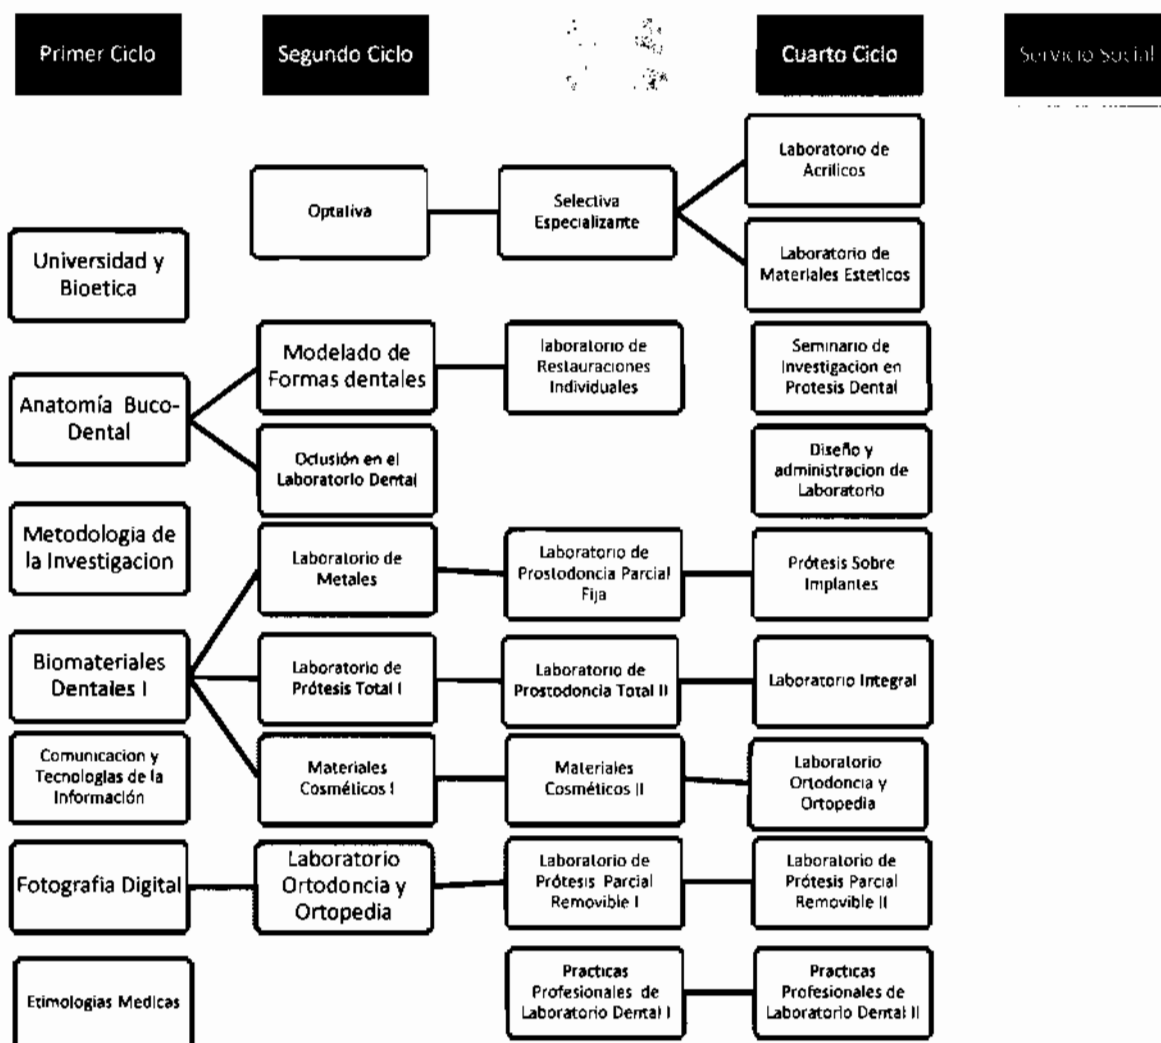 Primer Ciclo
Segundo Ciclo
Cuarto Ciclo
Servicio Social
Universidad y
Bioetica
Anatomía Buco-
Dental
Metodologia de
la Investigacion
Biomateriales
Dentales I
Comunicacion y
Tecnologias de la
Información
Fotografia Digital
Etimologias Medicas
Optativa
Modelado de
Formas dentales
Oclusión en el
Laboratorio Dental
Laboratorio de
Metales
Laboratorio de
Prótesis Total I
Materiales
Cosméticos I
Laboratorio
Ortodoncia y
Ortopedia
Selectiva
Especializante
laboratorio de
Restauraciones
Individuales
Laboratorio de
Prostodoncia Parcial
Fija
Laboratorio de
Prostodoncia Total II
Materiales
Cosméticos II
Laboratorio de
Prótesis Parcial
Removible I
Practicas
Profesionales de
Laboratorio Dental I
Laboratorio de
Acrilicos
Laboratorio de
Materiales Esteticos
Seminario de
Investigacion en
Protesis Dental
Diseño y
administracion de
Laboratorio
Prótesis Sobre
Implantes
Laboratorio Integral
Laboratorio
Ortodoncia y
Ortopedia
Laboratorio de
Prótesis Parcial
Removible II
Practicas
Profesionales de
Laboratorio Dental II